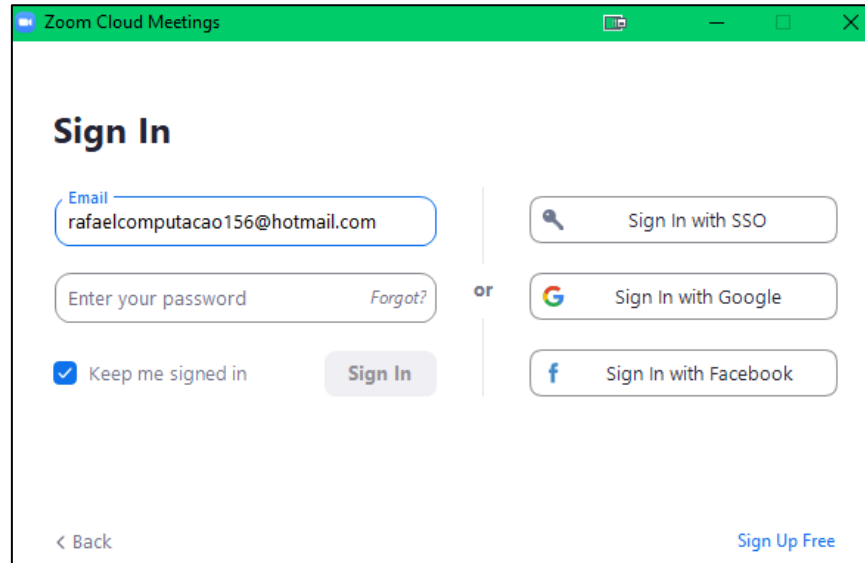 Zoom Cloud Meetings
Sign In
Email
rafaelcomputacao156@hotmail.com
Enter your password Forgot?
Keep me signed in Sign In
or
Sign In with SSO
Sign In with Google
Sign In with Facebook
< Back
Sign Up Free